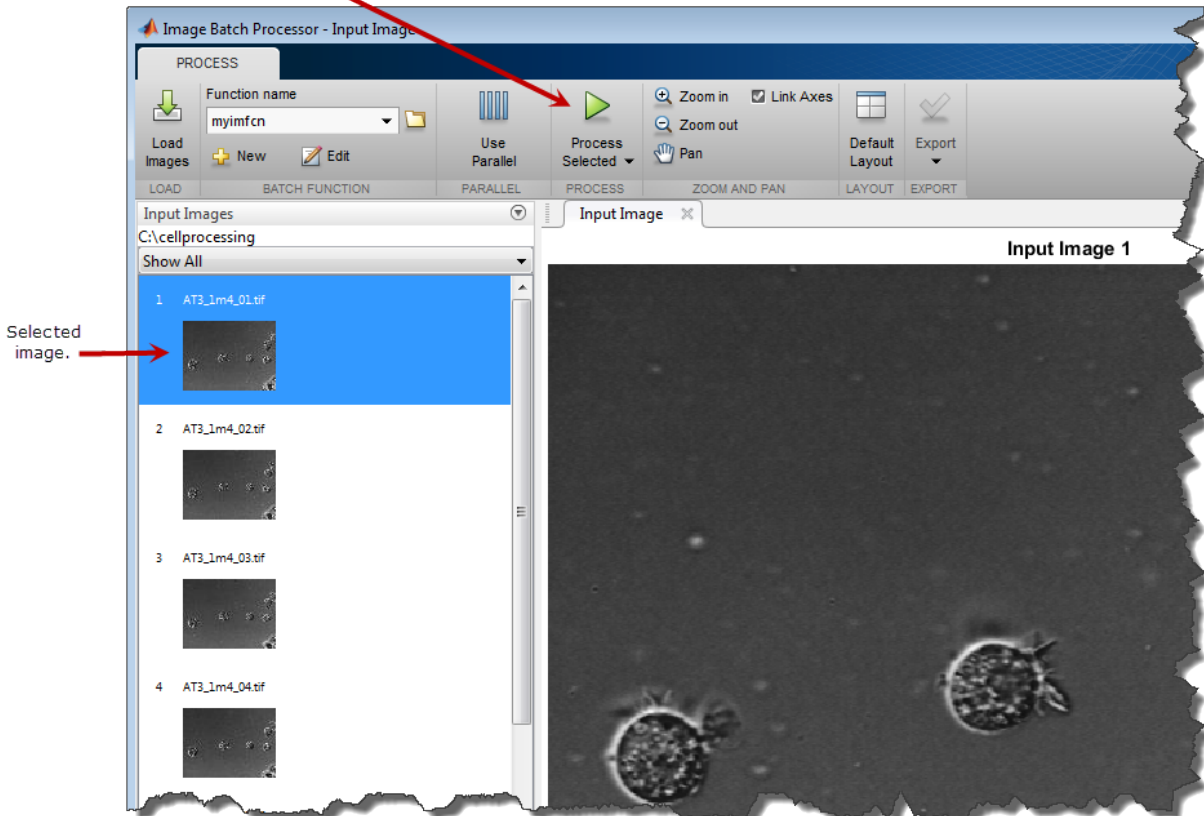 Image Batch Processor - Input Image
PROCESS
Load Images
Function name
myimfcn
New
Edit
Use Parallel
Process Selected
Zoom in
Link Axes
Zoom out
Pan
Default Layout
Export
LOAD
BATCH FUNCTION
PARALLEL
PROCESS
ZOOM AND PAN
LAYOUT
EXPORT
Input Images
Input Image
C:\cellprocessing
Show All
Input Image 1
1 AT3_1m4_01.tif
Selected
image.
2 AT3_1m4_02.tif
3 AT3_1m4_03.tif
4 AT3_1m4_04.tif